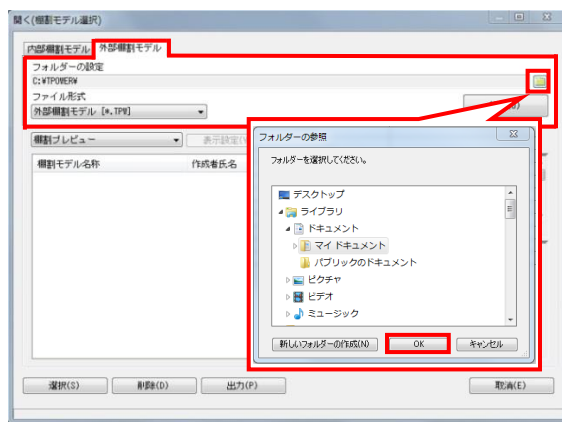 開く(棚割モデル選択)
内部棚割モデル 外部棚割モデル
フォルダーの設定
C:¥TPOWER¥
ファイル形式
外部棚割モデル [*.TPW]
棚割プレビュー 表示設定(V
棚割モデル名称 作成者氏名
フォルダーの参照
フォルダーを選択してください。
デスクトップ
ライブラリ
ドキュメント
マイ ドキュメント
パブリックのドキュメント
ピクチャ
ビデオ
ミュージック
新しいフォルダーの作成(N) OK キャンセル
選択(S) 削除(D) 出力(P) 取消(E)